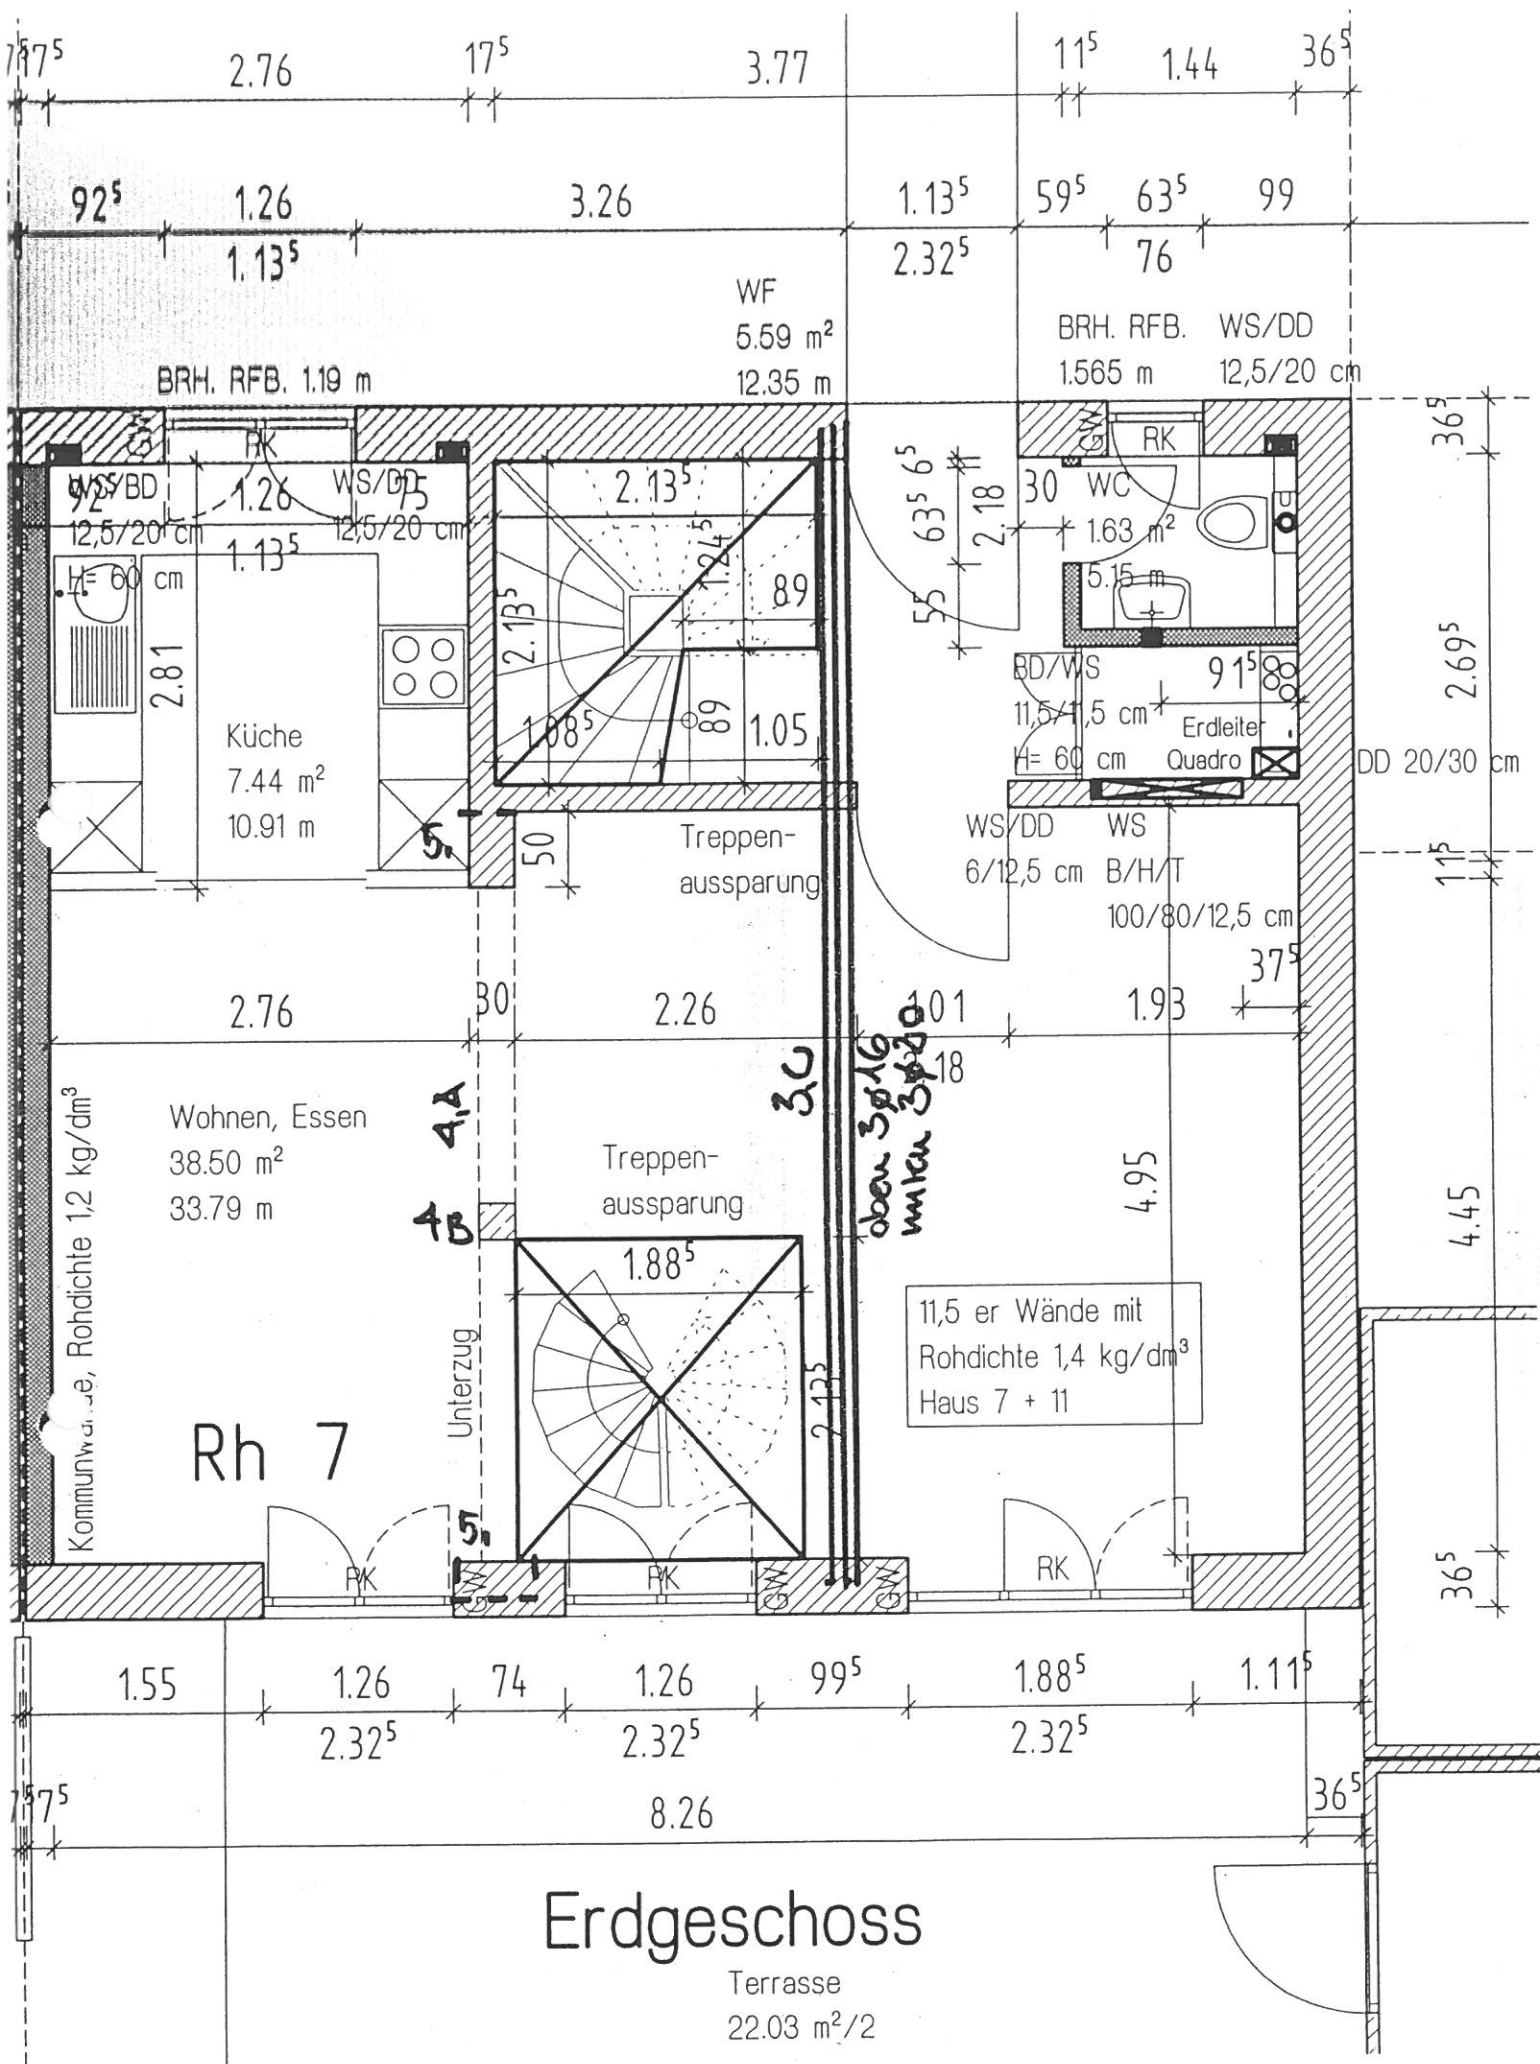 17⁵ 2.76 17⁵ 3.77 11⁵ 1.44 36⁵
92⁵ 1.26 3.26 1.13⁵ 59⁵ 63⁵ 99
1.13⁵ 2.32⁵ 76
WF
5.59 m²
12.35 m
BRH. RFB. 1.19 m
BRH. RFB.
1.565 m
WS/DD
12,5/20 cm
36⁵
GW
RK
GW
RK
92⁵
WS/BD
12,5/20 cm
H= 60 cm
1.26
1.13⁵
WS/DD
75
12,5/20 cm
2.13⁵
1.24⁵
89
2.13⁵
1.08⁵
89
1.05
6⁵
63⁵
55
2.18
30
WC
1.63 m²
5.15 m
2.69⁵
2.81
Küche
7.44 m²
10.91 m
BD/WS
11,5/11,5 cm
H= 60 cm
91⁵
Erdleiter
Quadro
DD 20/30 cm
5.
50
Treppen-
aussparung
WS/DD
6/12,5 cm
WS
B/H/T
100/80/12,5 cm
11⁵
37⁵
2.76 30 2.26 1.01 1.93
2.18
3.C
oben 3ø16
unten 3ø20
4.A
4B
Wohnen, Essen
38.50 m²
33.79 m
Treppen-
aussparung
4.95
4.45
1.88⁵
2.13⁵
Unterzug
11,5 er Wände mit
Rohdichte 1,4 kg/dm³
Haus 7 + 11
Rohdichte 1,2 kg/dm³
Rh 7
5.
RK
GW
RK
GW
GW
RK
36⁵
1.55 1.26 74 1.26 99⁵ 1.88⁵ 1.11⁵
2.32⁵ 2.32⁵ 2.32⁵
17⁵ 8.26 36⁵
Erdgeschoss
Terrasse
22.03 m²/2